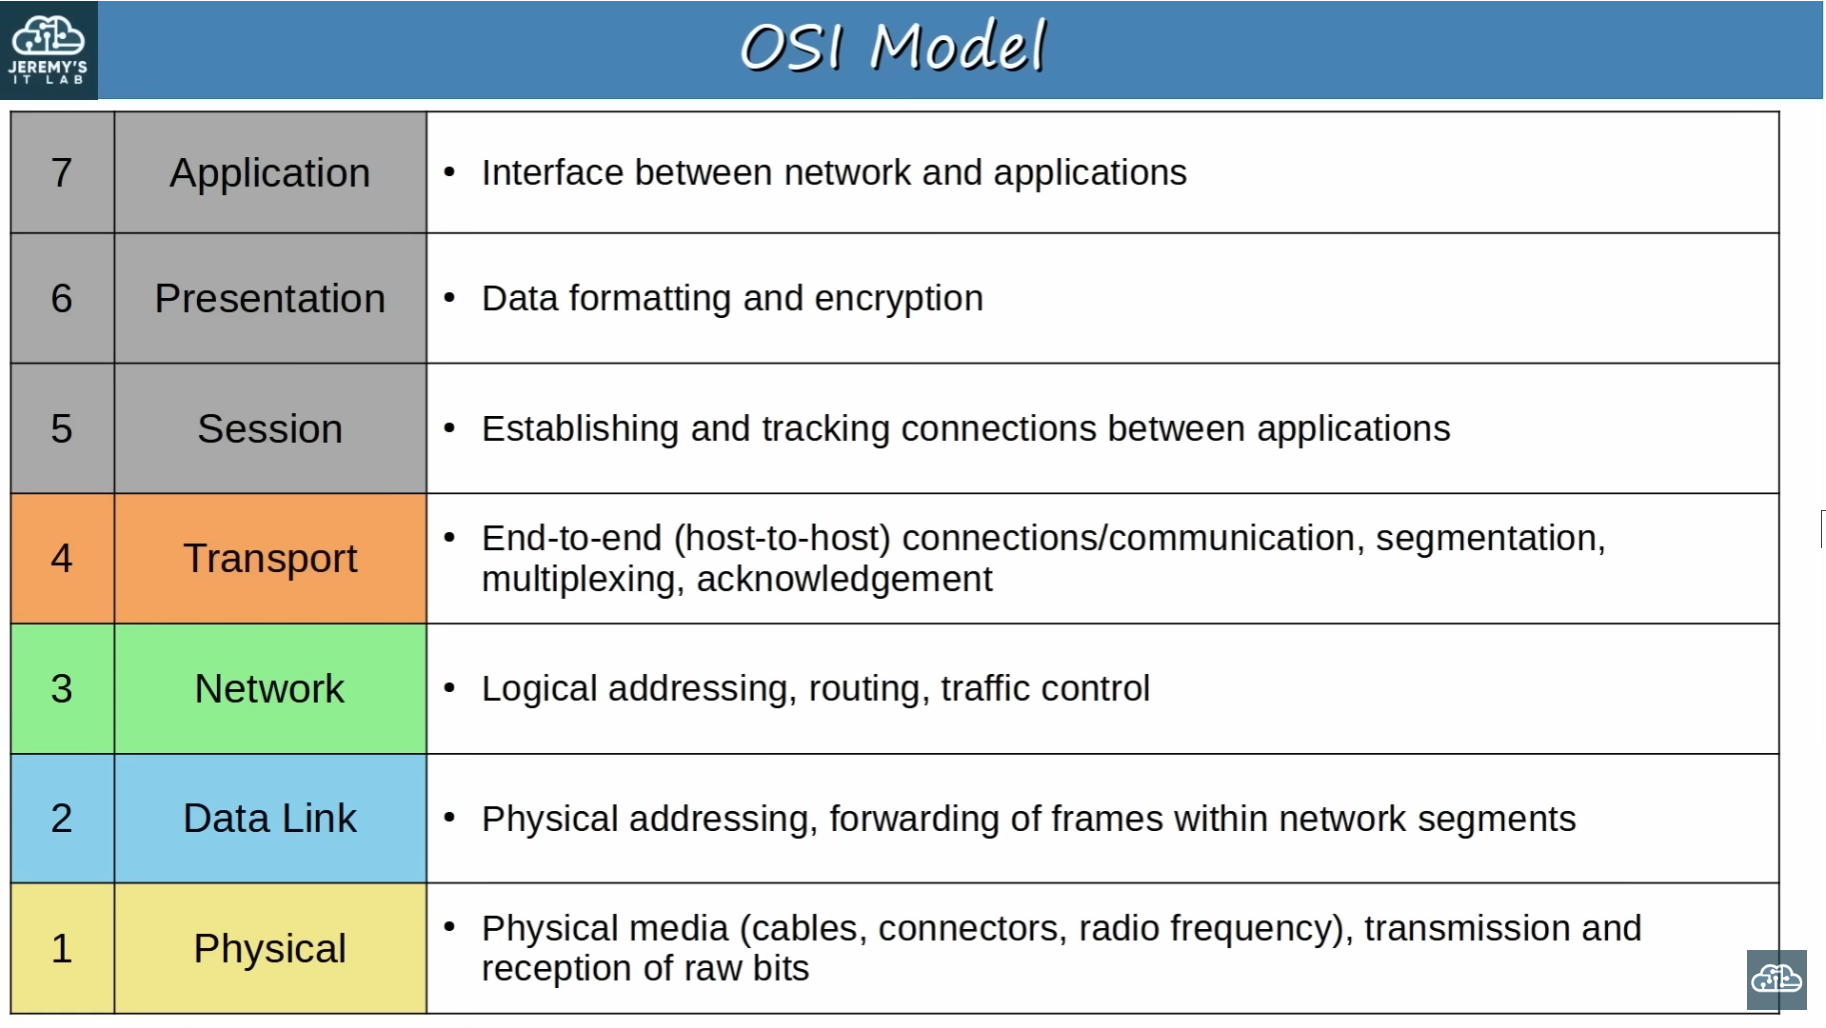 JEREMY'S
IT LAB
OSI Model
7 Application • Interface between network and applications
6 Presentation • Data formatting and encryption
5 Session • Establishing and tracking connections between applications
4 Transport • End-to-end (host-to-host) connections/communication, segmentation,
multiplexing, acknowledgement
3 Network • Logical addressing, routing, traffic control
2 Data Link • Physical addressing, forwarding of frames within network segments
1 Physical • Physical media (cables, connectors, radio frequency), transmission and
reception of raw bits